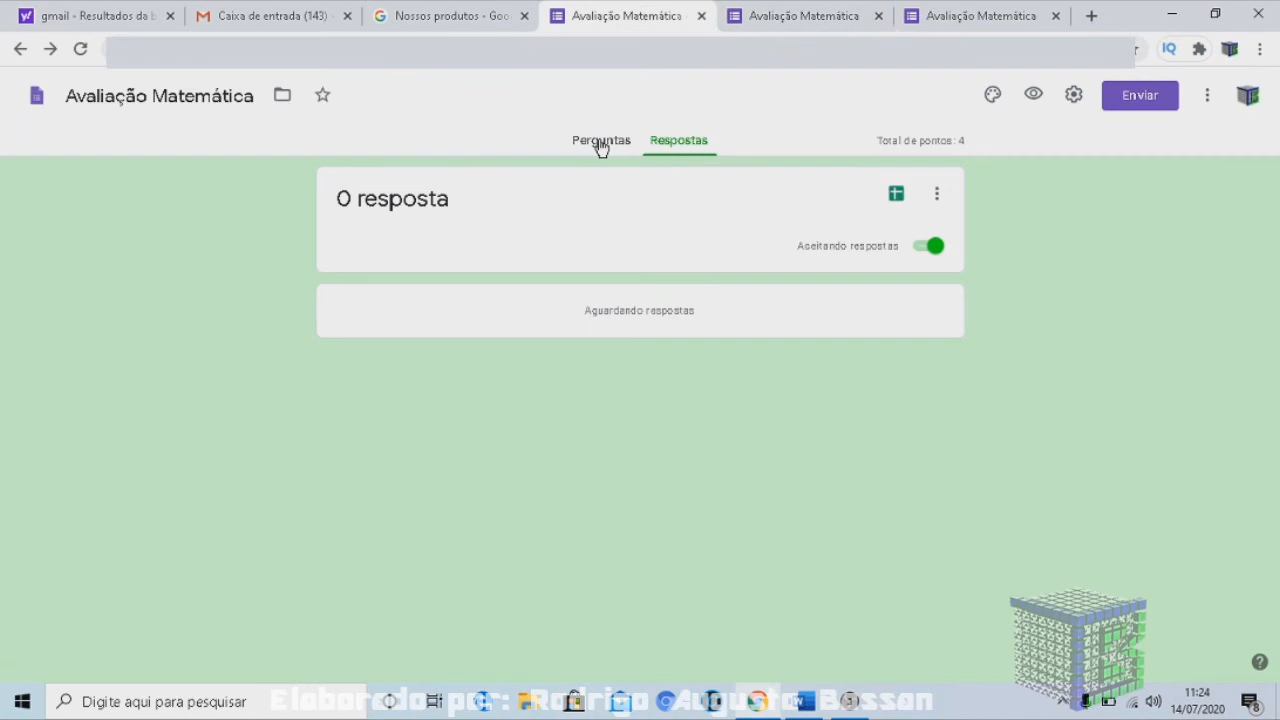 gmail - Resultados da b
Caixa de entrada (143)
Nossos produtos - Goo
Avaliação Matemática
Avaliação Matemática
Avaliação Matemática
IQ
Avaliação Matemática
Enviar
Perguntas
Respostas
Total de pontos: 4
0 resposta
Aceitando respostas
Aguardando respostas
Digite aqui para pesquisar
Elaborado por: Rodrigo Augusto Bosson
11:24
14/07/2020
8